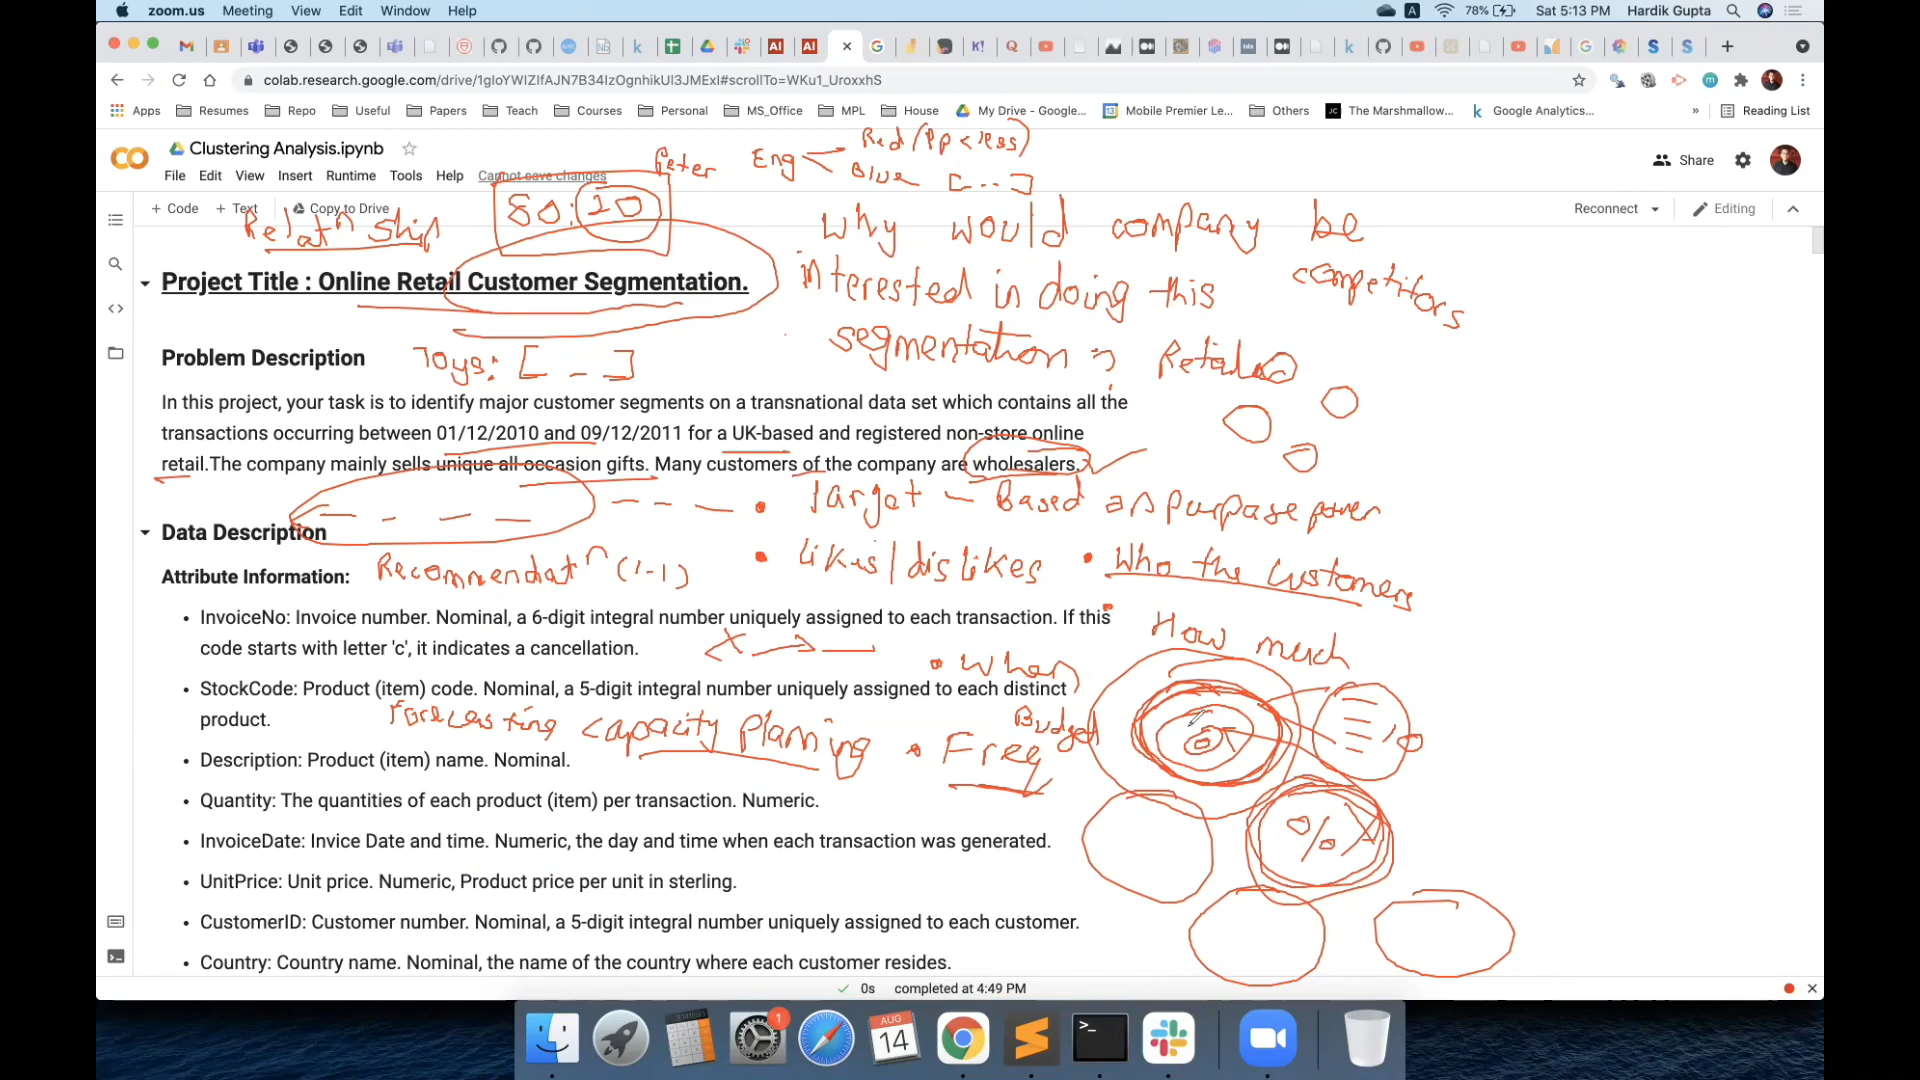 zoom.us Meeting View Edit Window Help
A 78% Sat 5:13 PM Hardik Gupta
colab.research.google.com/drive/1gIoYWIZIfAJN7B34IzOgnhikUl3JMExI#scrollTo=WKu1_UroxxhS
Apps Resumes Repo Useful Papers Teach Courses Personal MS_Office MPL House My Drive - Google... Mobile Premier Le... Others The Marshmallow... Google Analytics... » Reading List
Clustering Analysis.ipynb
Share
File Edit View Insert Runtime Tools Help Cannot save changes
Eng Red
Blue [--]
+ Code + Text Copy to Drive
Reconnect Editing
80:20
Relatn Ship
why would company be
interested in doing this
segmentation
competitors
Project Title : Online Retail Customer Segmentation.
Problem Description
Toys: [ _ ]
Retail
In this project, your task is to identify major customer segments on a transnational data set which contains all the
transactions occurring between 01/12/2010 and 09/12/2011 for a UK-based and registered non-store online
retail.The company mainly sells unique all occasion gifts. Many customers of the company are wholesalers.
• Target - Based on purpase power
Data Description
• Likes/dislikes • Who the customers
Attribute Information:
Recommendatn (1-1)
• InvoiceNo: Invoice number. Nominal, a 6-digit integral number uniquely assigned to each transaction. If this
code starts with letter 'c', it indicates a cancellation.
• How much
• When
• StockCode: Product (item) code. Nominal, a 5-digit integral number uniquely assigned to each distinct
product.
Forecasting capacity Planning • Freq
Budget
• Description: Product (item) name. Nominal.
• Quantity: The quantities of each product (item) per transaction. Numeric.
%
• InvoiceDate: Invice Date and time. Numeric, the day and time when each transaction was generated.
• UnitPrice: Unit price. Numeric, Product price per unit in sterling.
• CustomerID: Customer number. Nominal, a 5-digit integral number uniquely assigned to each customer.
• Country: Country name. Nominal, the name of the country where each customer resides.
0s completed at 4:49 PM
AUG
14
1